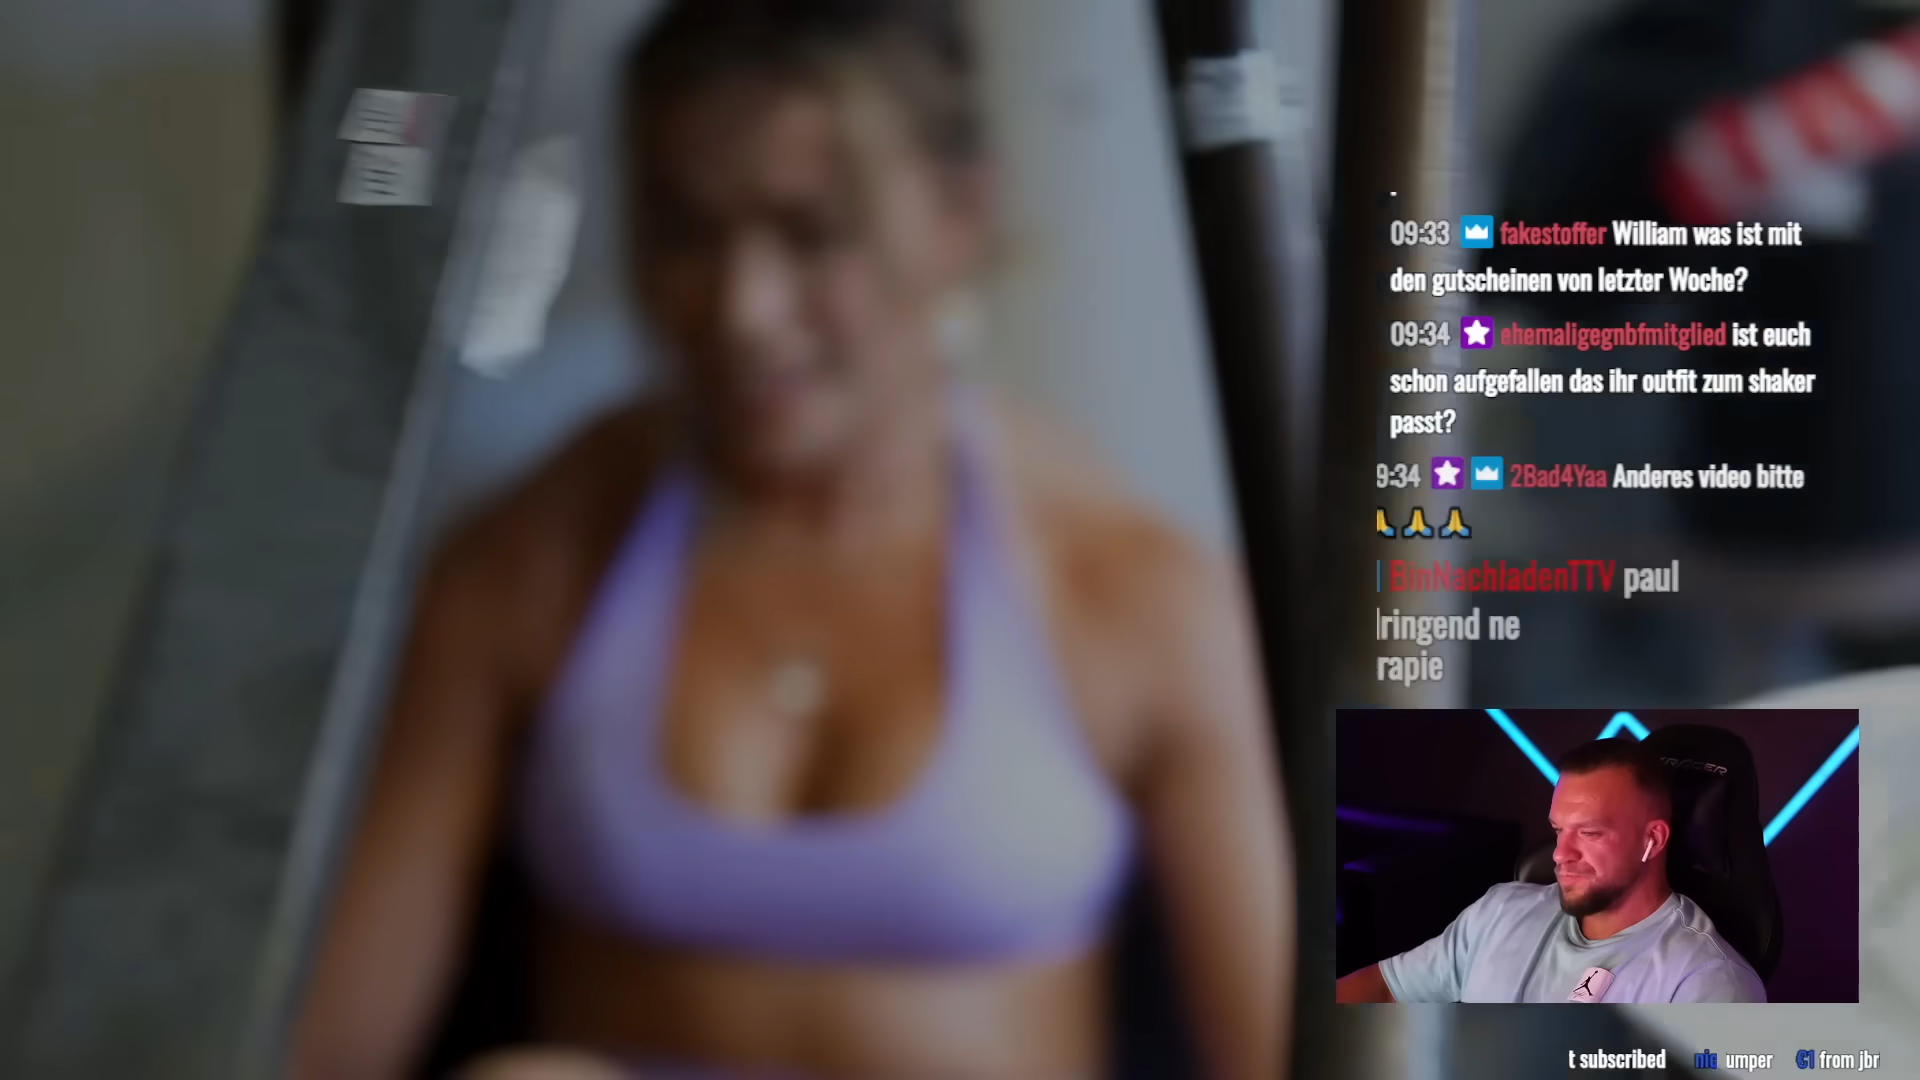 09:33 fakestoffer William was ist mit
den gutscheinen von letzter Woche?
09:34 ehemaligegnbfmitglied ist euch
schon aufgefallen das ihr outfit zum shaker
passt?
9:34 2Bad4Yaa Anderes video bitte
BinNachladenTTV paul
ringend ne
rapie
t subscribed nic umper C1 from jbr